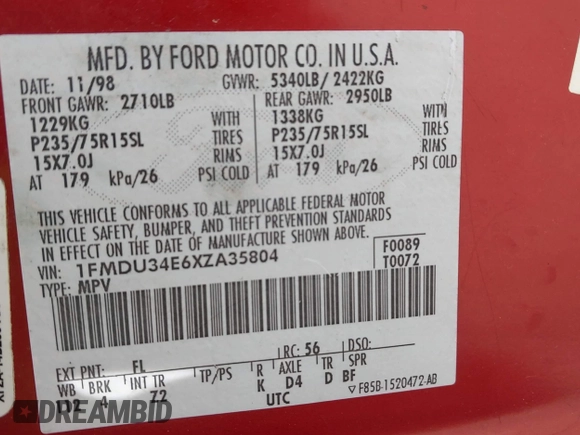 MFD. BY FORD MOTOR CO. IN U.S.A.
DATE: 11/98 GVWR: 5340LB/ 2422KG
FRONT GAWR: 2710LB REAR GAWR: 2950LB
1229KG WITH 1338KG WITH
P235/75R15SL TIRES P235/75R15SL TIRES
15X7.0J RIMS 15X7.0J RIMS
AT 179 kPa/26 PSI COLD AT 179 kPa/26 PSI COLD
THIS VEHICLE CONFORMS TO ALL APPLICABLE FEDERAL MOTOR
VEHICLE SAFETY, BUMPER, AND THEFT PREVENTION STANDARDS
IN EFFECT ON THE DATE OF MANUFACTURE SHOWN ABOVE.
VIN: 1FMDU34E6XZA35804 F0089
TYPE: MPV T0072
EXT PNT: FL RC: 56 DSO:
WB BRK INT TR TP/PS R AXLE TR SPR
112 4 72 K D4 D BF
UTC ▽ F85B-1520472-AB
DREAMBID